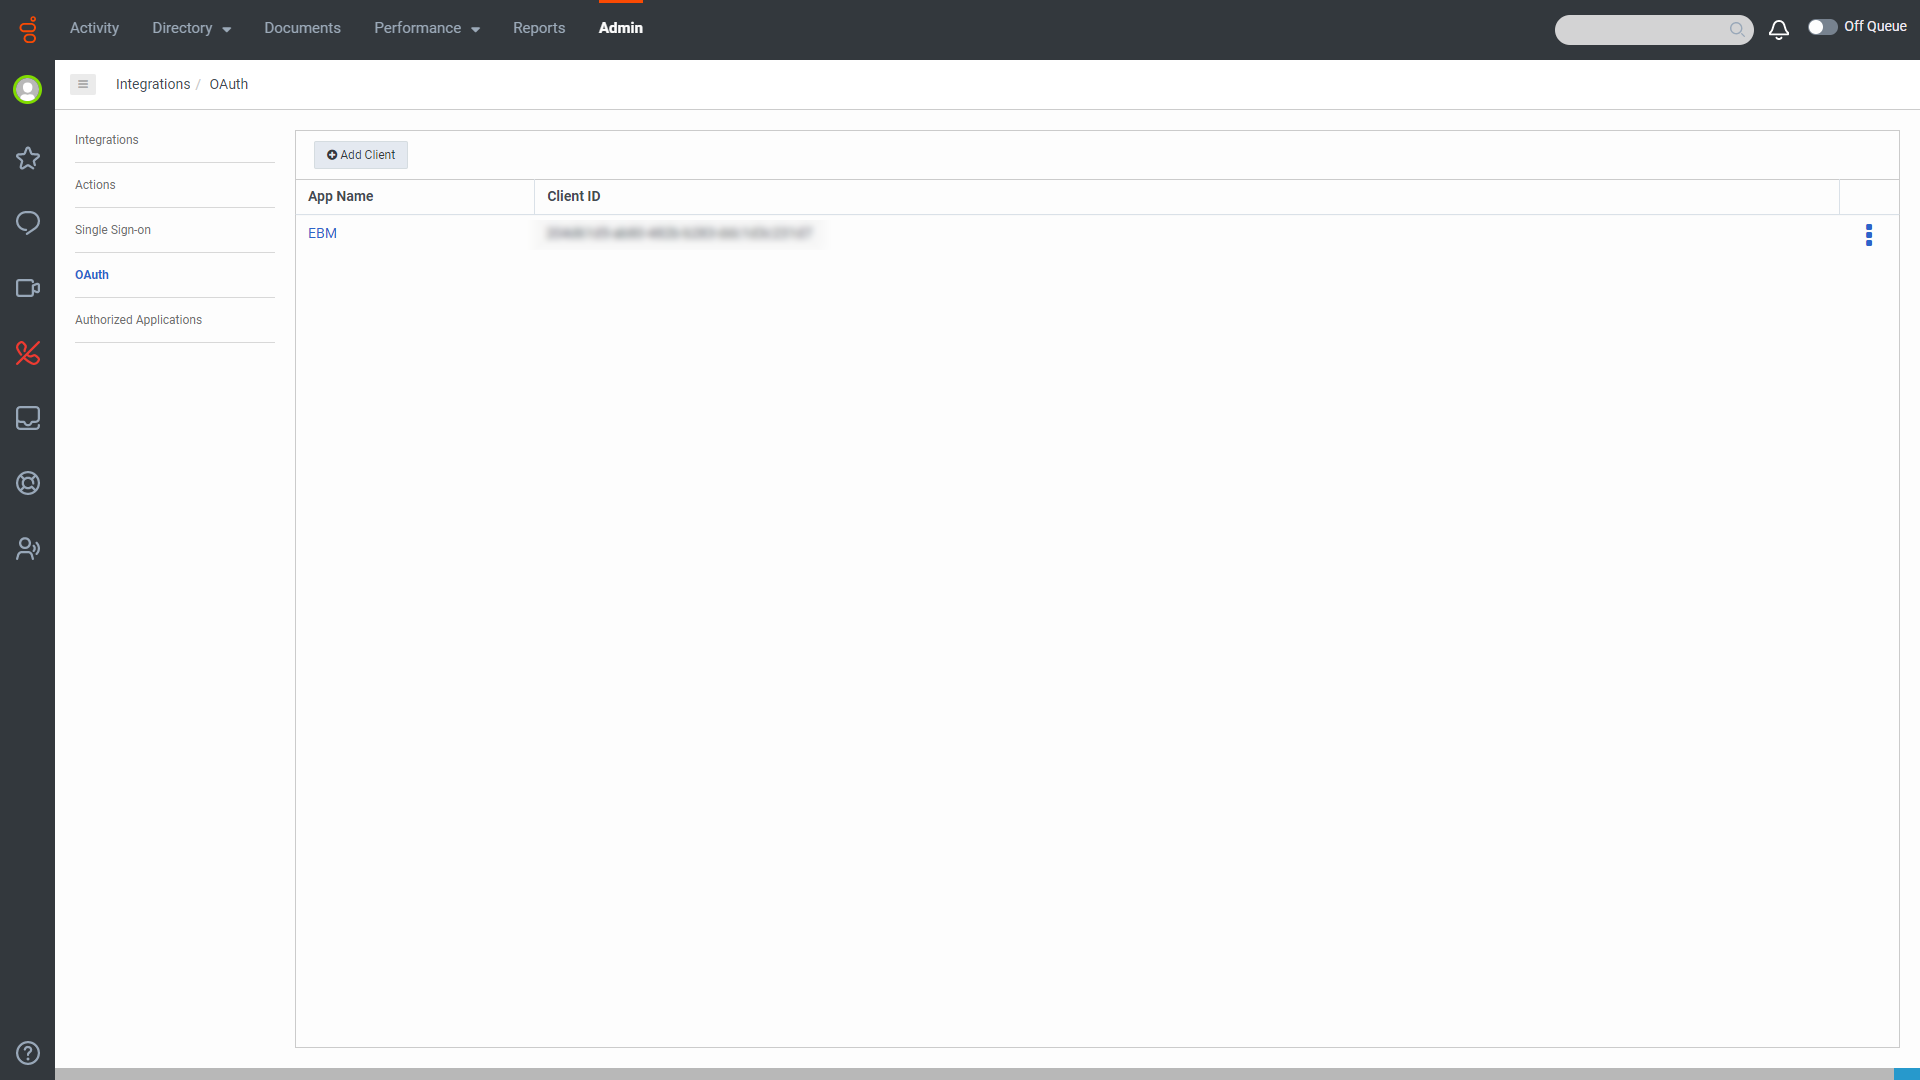 Activity Directory Documents Performance Reports Admin Off Queue
Integrations / OAuth
Integrations
Actions
Single Sign-on
OAuth
Authorized Applications
Add Client
App Name Client ID
EBM